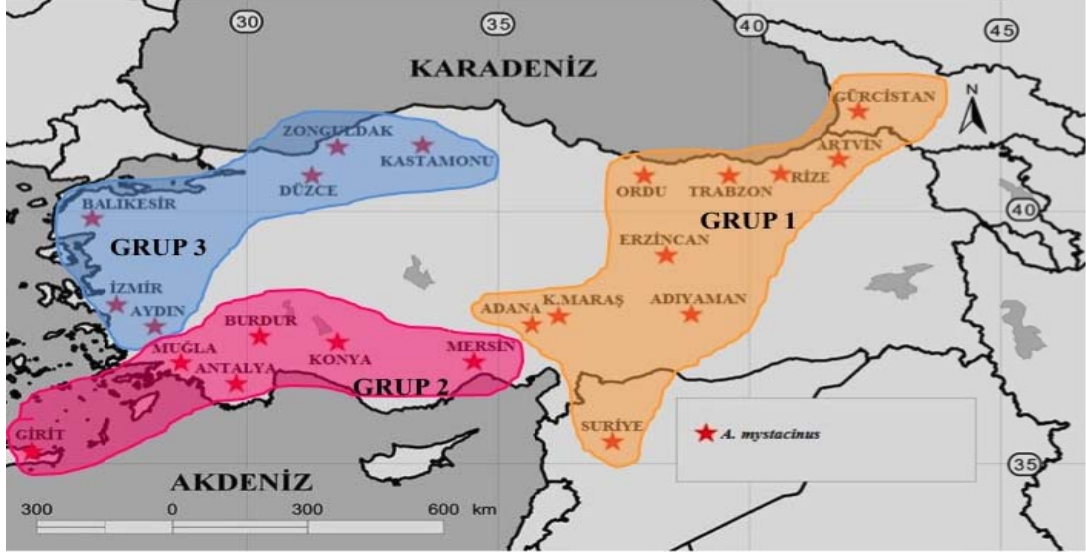 30
35
40
45
KARADENİZ
N
GÜRCİSTAN
ZONGULDAK
KASTAMONU
ARTVİN
DÜZCE
ORDU
TRABZON
RİZE
BALIKESİR
GRUP 1
40
GRUP 3
ERZİNCAN
İZMİR
AYDIN
ADANA
K.MARAŞ
ADIYAMAN
BURDUR
MUĞLA
ANTALYA
KONYA
MERSİN
GRUP 2
GİRİT
SURİYE
A. mystacinus
35
AKDENİZ
300 0 300 600 km